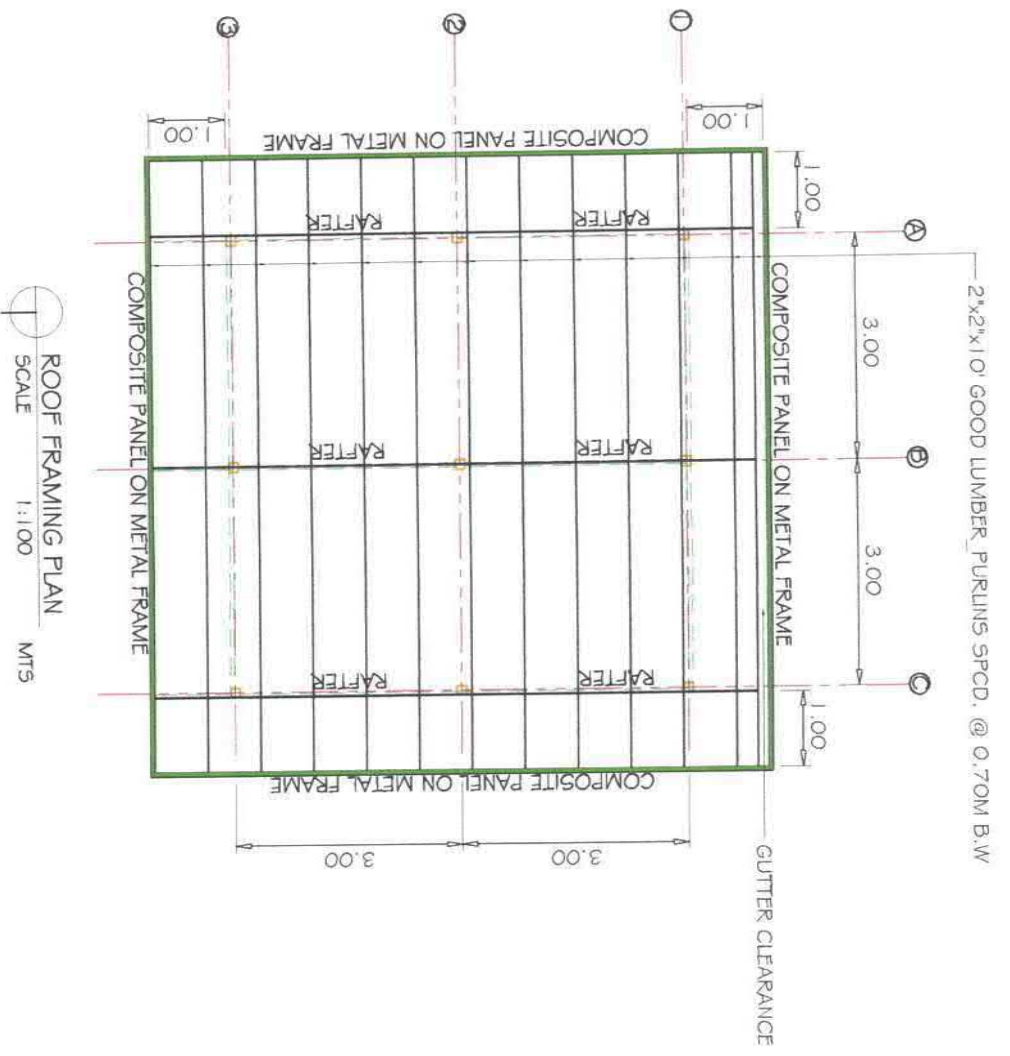 2"x2"x10' GOOD LUMBER PURLINS SPCD. @ 0.70M B.W
A
B
C
1.00
3.00
3.00
1.00
GUTTER CLEARANCE
COMPOSITE PANEL ON METAL FRAME
1
2
3
1.00
1.00
COMPOSITE PANEL ON METAL FRAME
RAFTER
RAFTER
RAFTER
RAFTER
RAFTER
RAFTER
COMPOSITE PANEL ON METAL FRAME
3.00
3.00
COMPOSITE PANEL ON METAL FRAME
ROOF FRAMING PLAN
SCALE 1:100 MTS